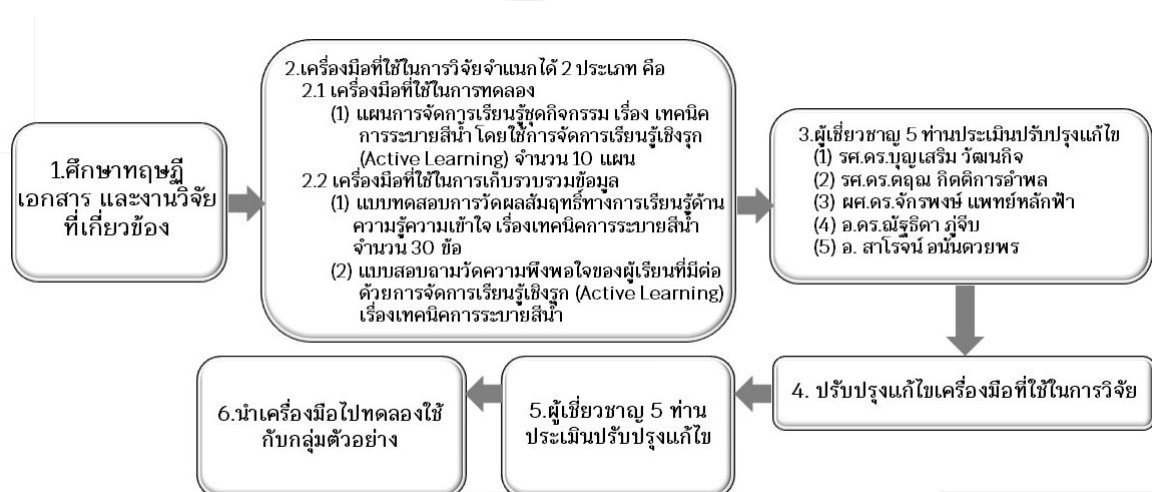 1.ศึกษาทฤษฎี
เอกสาร และงานวิจัย
ที่เกี่ยวข้อง
2.เครื่องมือที่ใช้ในการวิจัยจำแนกได้ 2 ประเภท คือ
2.1 เครื่องมือที่ใช้ในการทดลอง
(1) แผนการจัดการเรียนรู้ชุดกิจกรรม เรื่อง เทคนิค
การระบายสีน้ำ โดยใช้การจัดการเรียนรู้เชิงรุก
(Active Learning) จำนวน 10 แผน
2.2 เครื่องมือที่ใช้ในการเก็บรวบรวมข้อมูล
(1) แบบทดสอบการวัดผลสัมฤทธิ์ทางการเรียนรู้ด้าน
ความรู้ความเข้าใจ เรื่องเทคนิคการระบายสีน้ำ
จำนวน 30 ข้อ
(2) แบบสอบถามวัดความพึงพอใจของผู้เรียนที่มีต่อ
ด้วยการจัดการเรียนรู้เชิงรุก (Active Learning)
เรื่องเทคนิคการระบายสีน้ำ
3.ผู้เชี่ยวชาญ 5 ท่านประเมินปรับปรุงแก้ไข
(1) รศ.ดร.บุญเสริม วัฒนกิจ
(2) รศ.ดร.ดฤณ กิตติการอำพล
(3) ผศ.ดร.จักรพงษ์ แพทย์หลักฟ้า
(4) อ.ดร.ณัฐธิดา ภู่จีบ
(5) อ. สาโรจน์ อนันตวยพร
4. ปรับปรุงแก้ไขเครื่องมือที่ใช้ในการวิจัย
5.ผู้เชี่ยวชาญ 5 ท่าน
ประเมินปรับปรุงแก้ไข
6.นำเครื่องมือไปทดลองใช้
กับกลุ่มตัวอย่าง